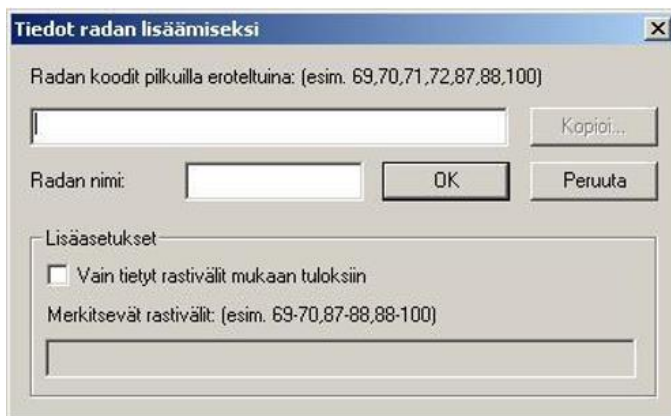 Tiedot radan lisäämiseksi
Radan koodit pilkuilla eroteltuina: (esim. 69,70,71,72,87,88,100)
Kopioi...
Radan nimi:
OK
Peruuta
Lisäasetukset
Vain tietyt rastivälit mukaan tuloksiin
Merkitsevät rastivälit: (esim. 69-70,87-88,88-100)